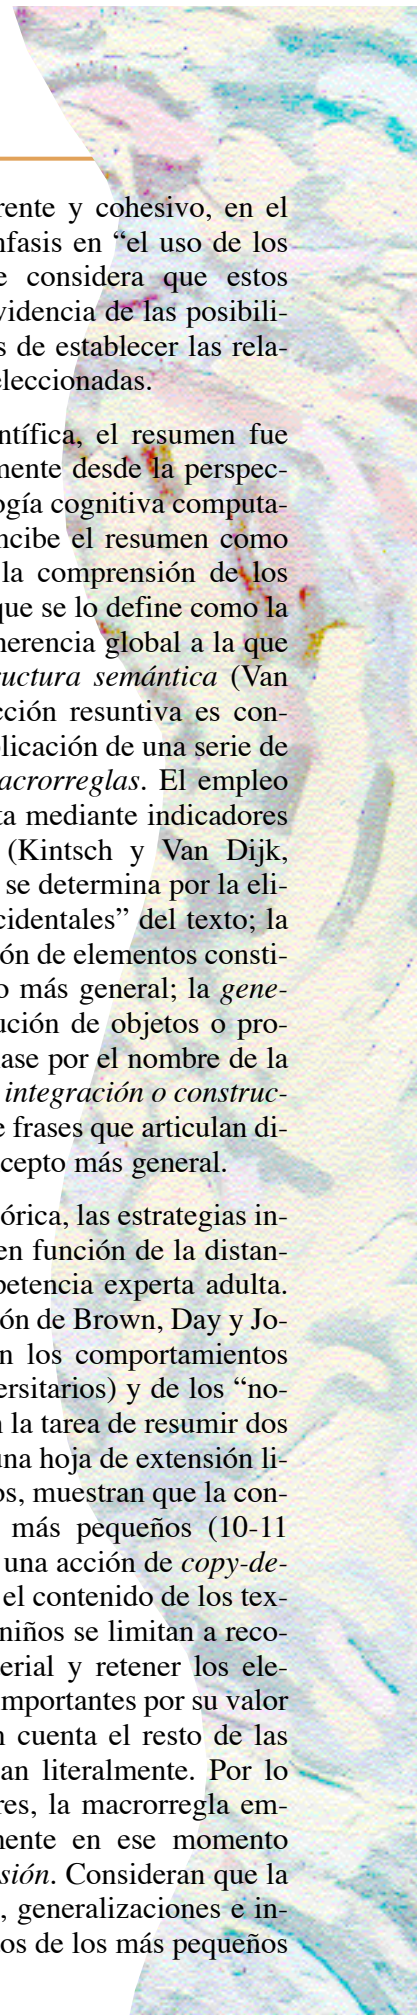 rente y cohesivo, en el
nfasis en “el uso de los
e considera que estos
videncia de las posibili-
s de establecer las rela-
eleccionadas.
ntífica, el resumen fue
mente desde la perspec-
ogía cognitiva computa-
ncibe el resumen como
la comprensión de los
que se lo define como la
herencia global a la que
ructura semántica (Van
cción resuntiva es con-
plicación de una serie de
acrorreglas. El empleo
ta mediante indicadores
(Kintsch y Van Dijk,
se determina por la eli-
cidentales” del texto; la
ón de elementos consti-
o más general; la gene-
ución de objetos o pro-
ase por el nombre de la
integración o construc-
e frases que articulan di-
cepto más general.
órica, las estrategias in-
en función de la distan-
petencia experta adulta.
ón de Brown, Day y Jo-
n los comportamientos
ersitarios) y de los “no-
n la tarea de resumir dos
una hoja de extensión li-
os, muestran que la con-
más pequeños (10-11
una acción de copy-de-
el contenido de los tex-
niños se limitan a reco-
erial y retener los ele-
importantes por su valor
n cuenta el resto de las
an literalmente. Por lo
res, la macrorregla em-
mente en ese momento
sión. Consideran que la
, generalizaciones e in-
os de los más pequeños